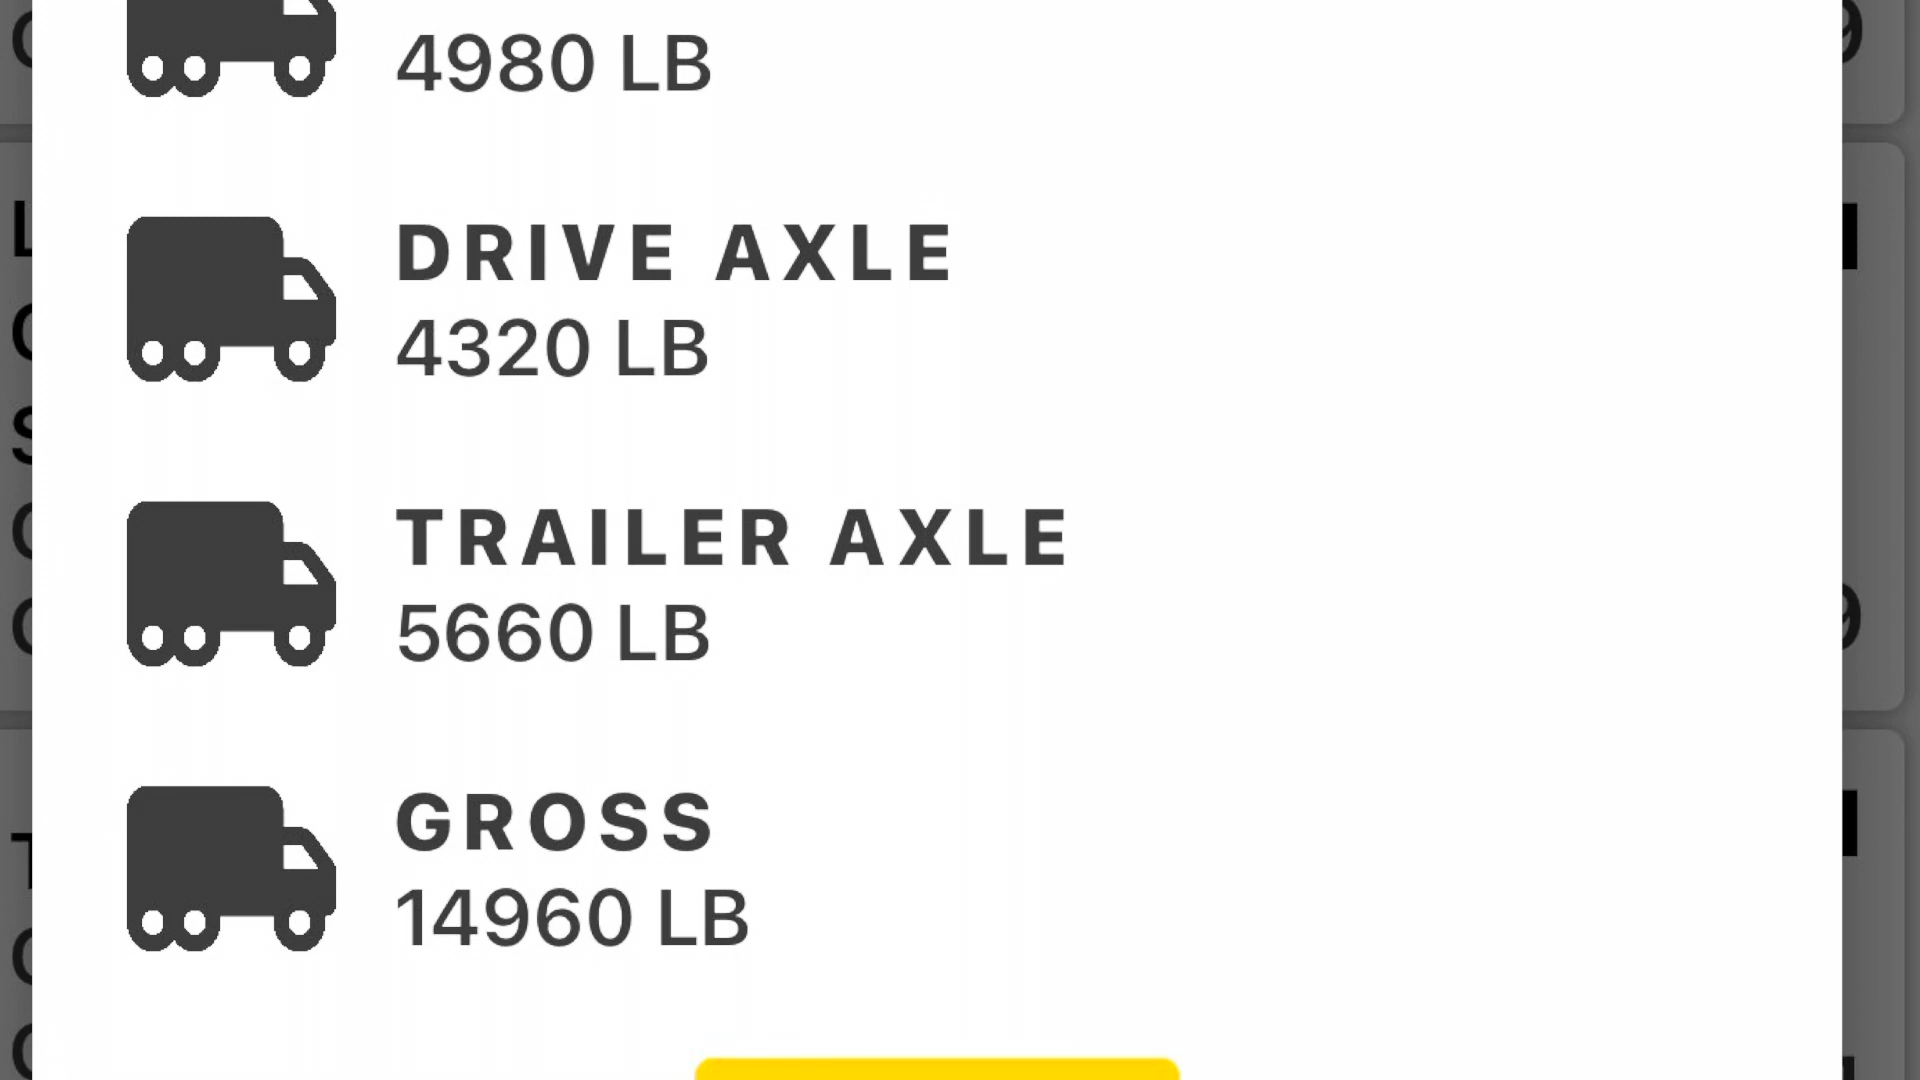 4980 LB
DRIVE AXLE
4320 LB
TRAILER AXLE
5660 LB
GROSS
14960 LB